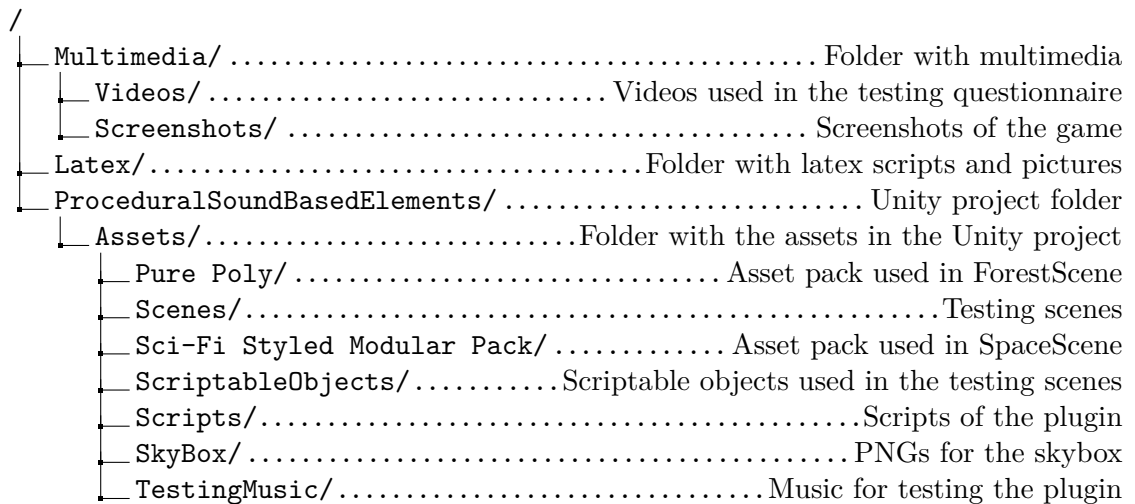 /
Multimedia/ ............................................. Folder with multimedia
Videos/ .............................. Videos used in the testing questionnaire
Screenshots/ ....................................... Screenshots of the game
Latex/ ..................................... Folder with latex scripts and pictures
ProceduralSoundBasedElements/ ........................... Unity project folder
Assets/ ............................ Folder with the assets in the Unity project
Pure Poly/ ................................ Asset pack used in ForestScene
Scenes/ .................................................... Testing scenes
Sci-Fi Styled Modular Pack/ ............. Asset pack used in SpaceScene
ScriptableObjects/ ........... Scriptable objects used in the testing scenes
Scripts/ .............................................. Scripts of the plugin
SkyBox/ ............................................. PNGs for the skybox
TestingMusic/ ................................ Music for testing the plugin